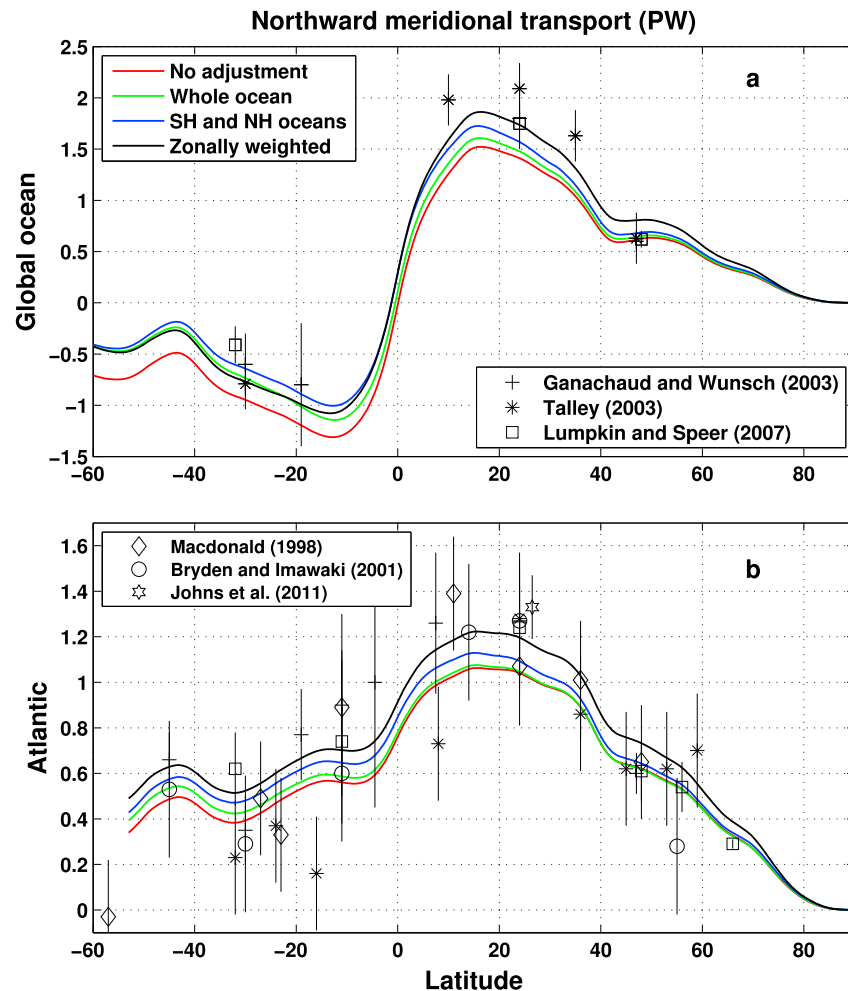 Northward meridional transport (PW)
2.5
2
1.5
1
0.5
0
−0.5
−1
−1.5
Global ocean
No adjustment
Whole ocean
SH and NH oceans
Zonally weighted
a
Ganachaud and Wunsch (2003)
Talley (2003)
Lumpkin and Speer (2007)
−60 −40 −20 0 20 40 60 80
1.6
1.4
1.2
1
0.8
0.6
0.4
0.2
0
Atlantic
Macdonald (1998)
Bryden and Imawaki (2001)
Johns et al. (2011)
b
−60 −40 −20 0 20 40 60 80
Latitude